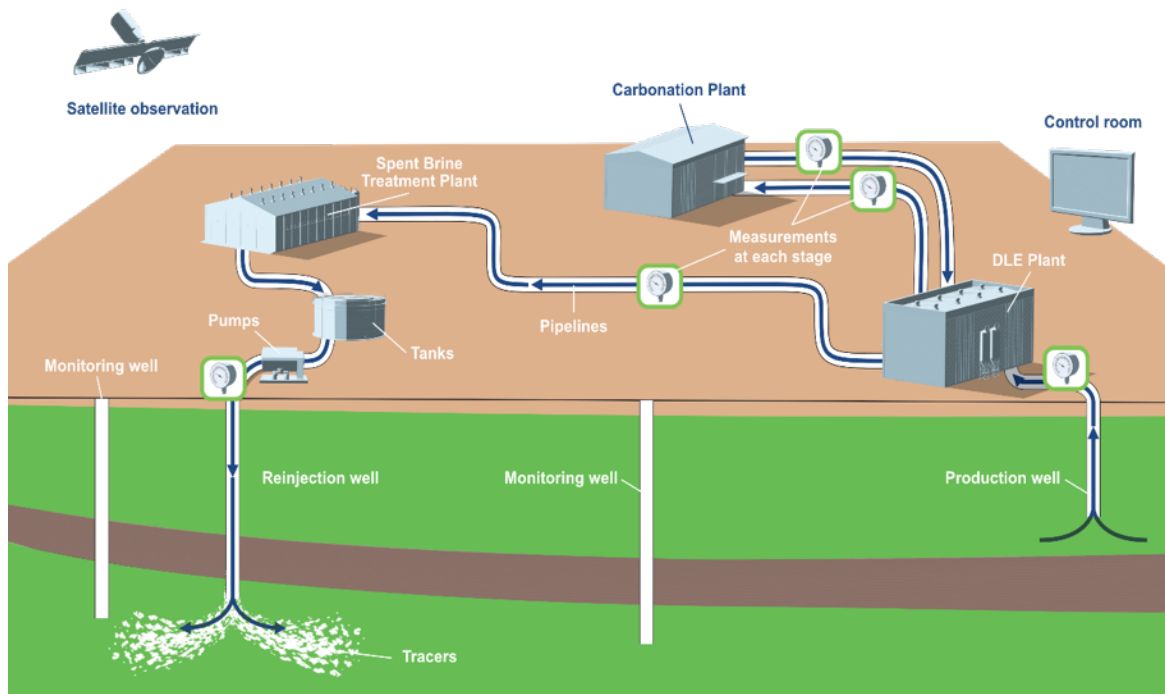 Satellite observation
Carbonation Plant
Control room
Spent Brine
Treatment Plant
Measurements
at each stage
DLE Plant
Pipelines
Pumps
Tanks
Monitoring well
Reinjection well
Monitoring well
Production well
Tracers